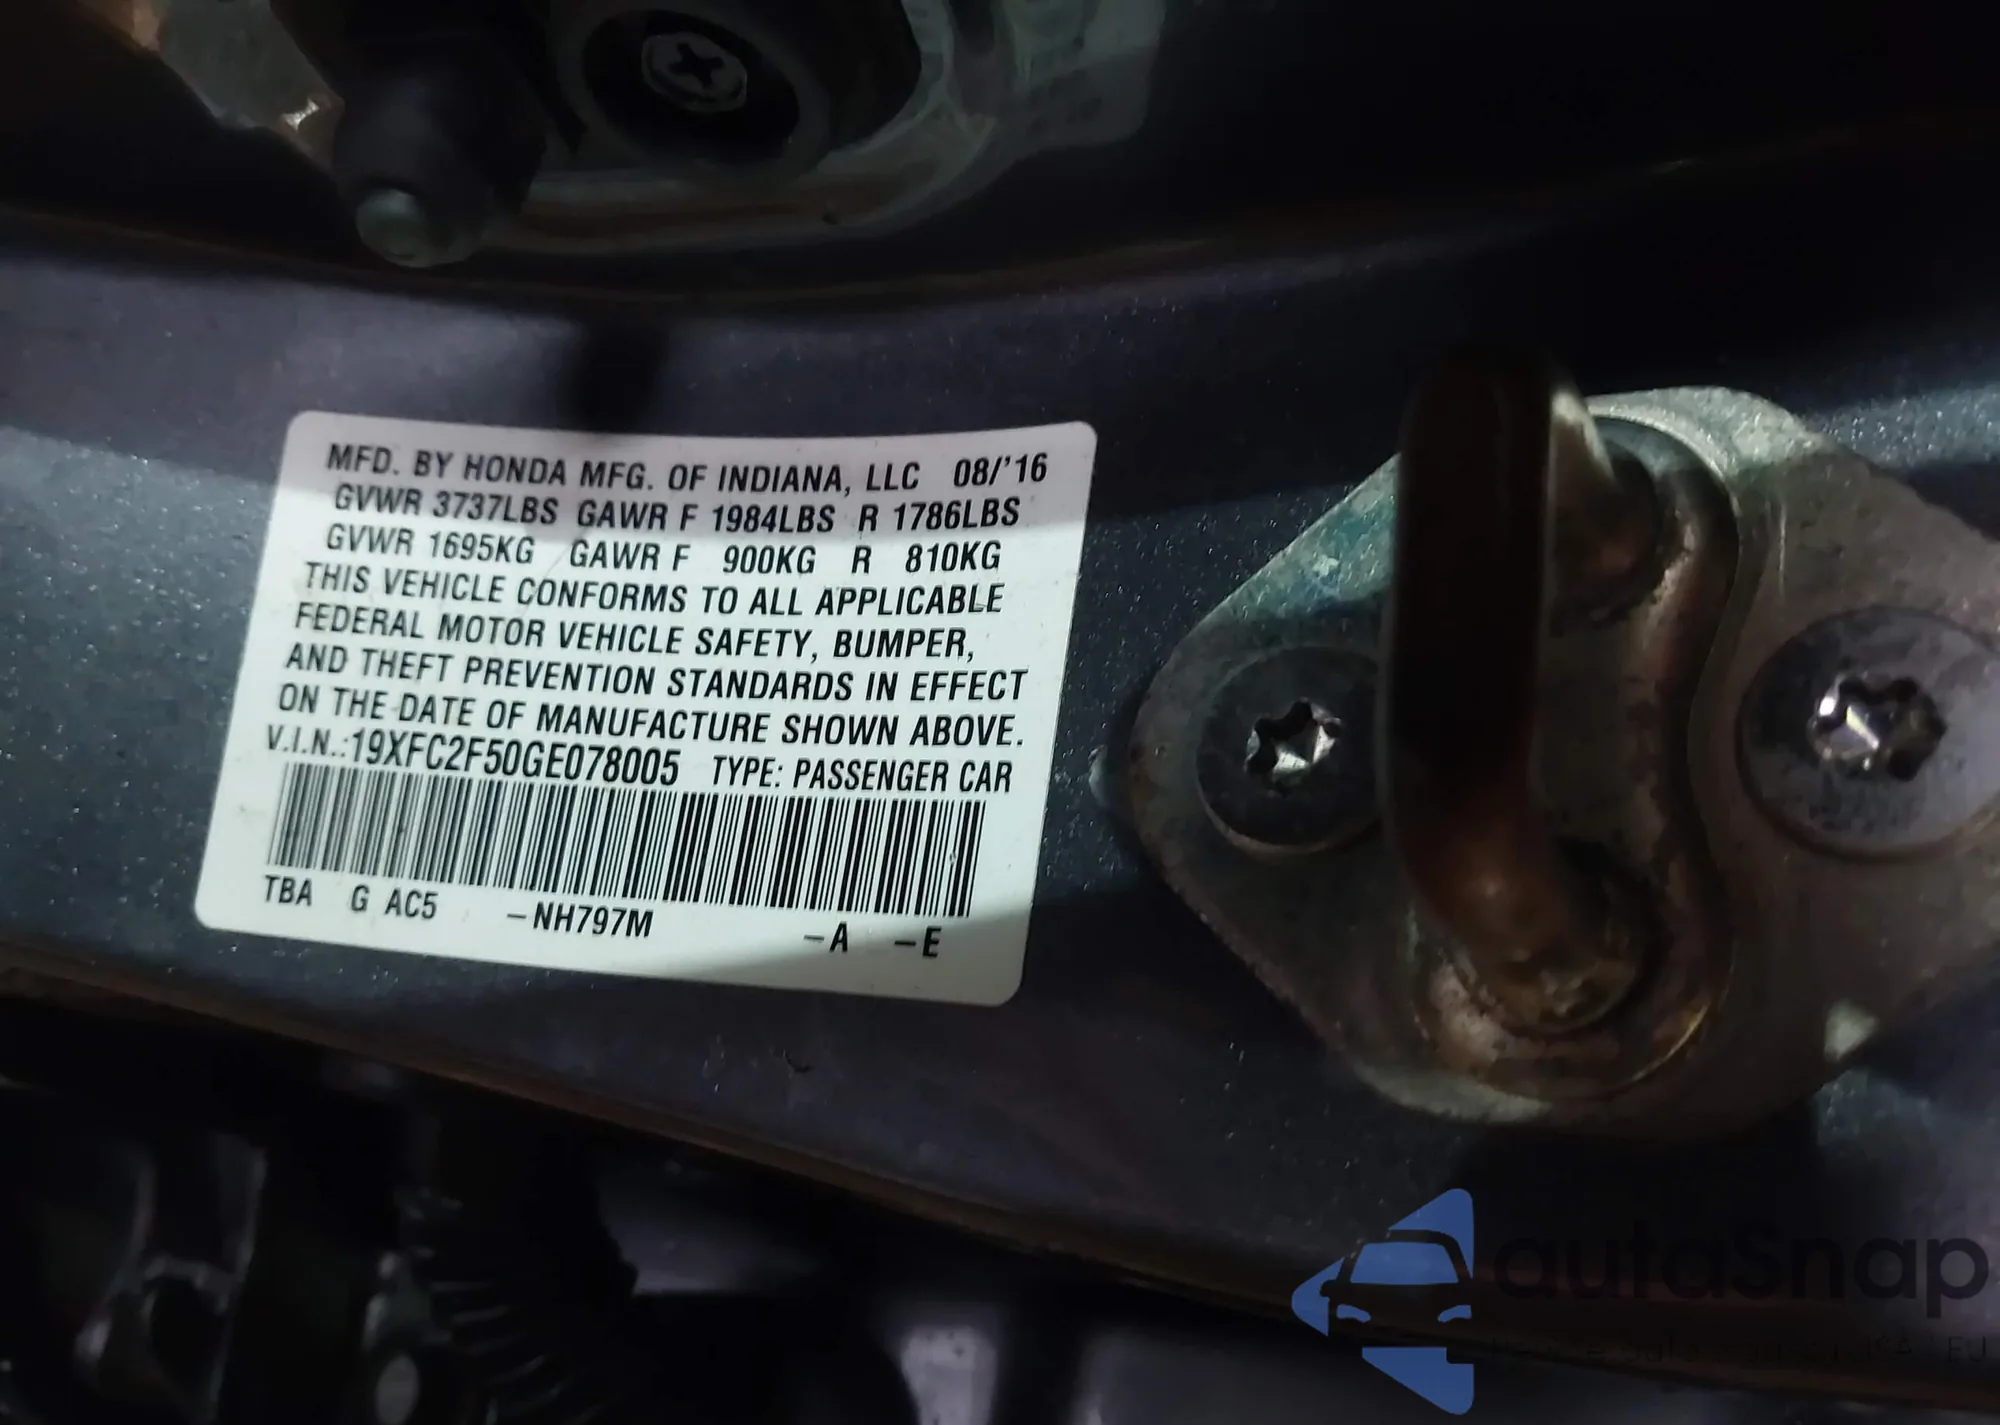 MFD. BY HONDA MFG. OF INDIANA, LLC 08/'16
GVWR 3737LBS GAWR F 1984LBS R 1786LBS
GVWR 1695KG GAWR F 900KG R 810KG
THIS VEHICLE CONFORMS TO ALL APPLICABLE
FEDERAL MOTOR VEHICLE SAFETY, BUMPER,
AND THEFT PREVENTION STANDARDS IN EFFECT
ON THE DATE OF MANUFACTURE SHOWN ABOVE.
V.I.N.:19XFC2F50GE078005 TYPE: PASSENGER CAR
TBA G AC5 -NH797M -A -E
autoSnap